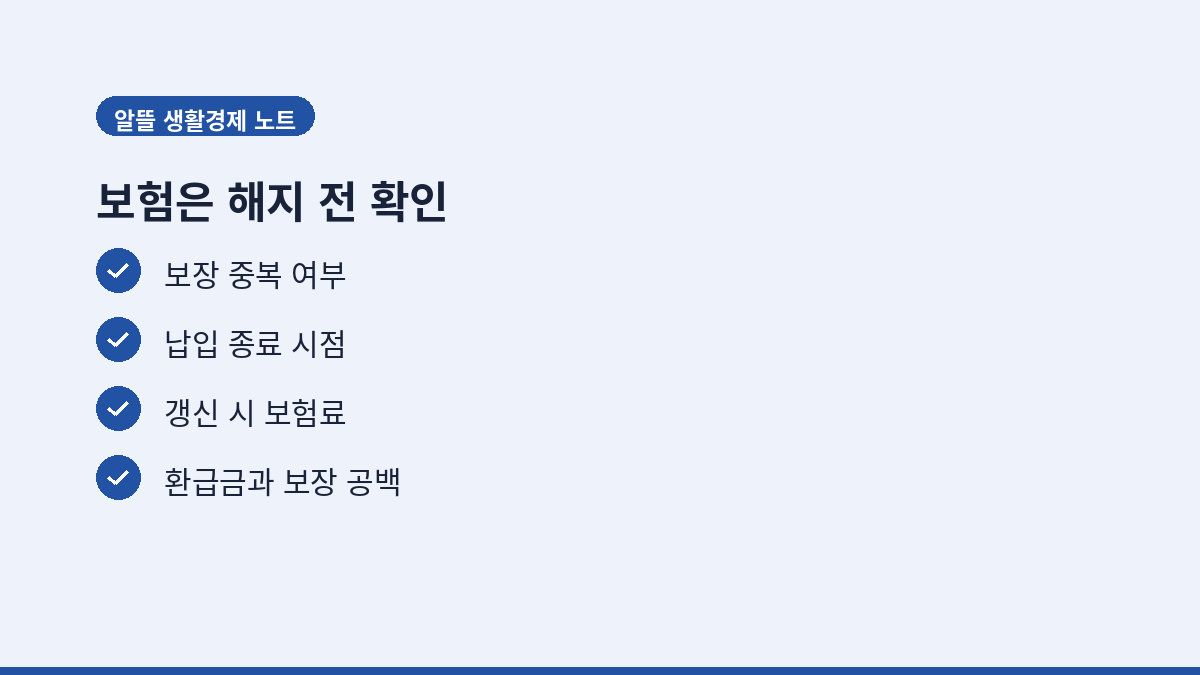 알뜰 생활경제 노트
보험은 해지 전 확인
보장 중복 여부
납입 종료 시점
갱신 시 보험료
환급금과 보장 공백